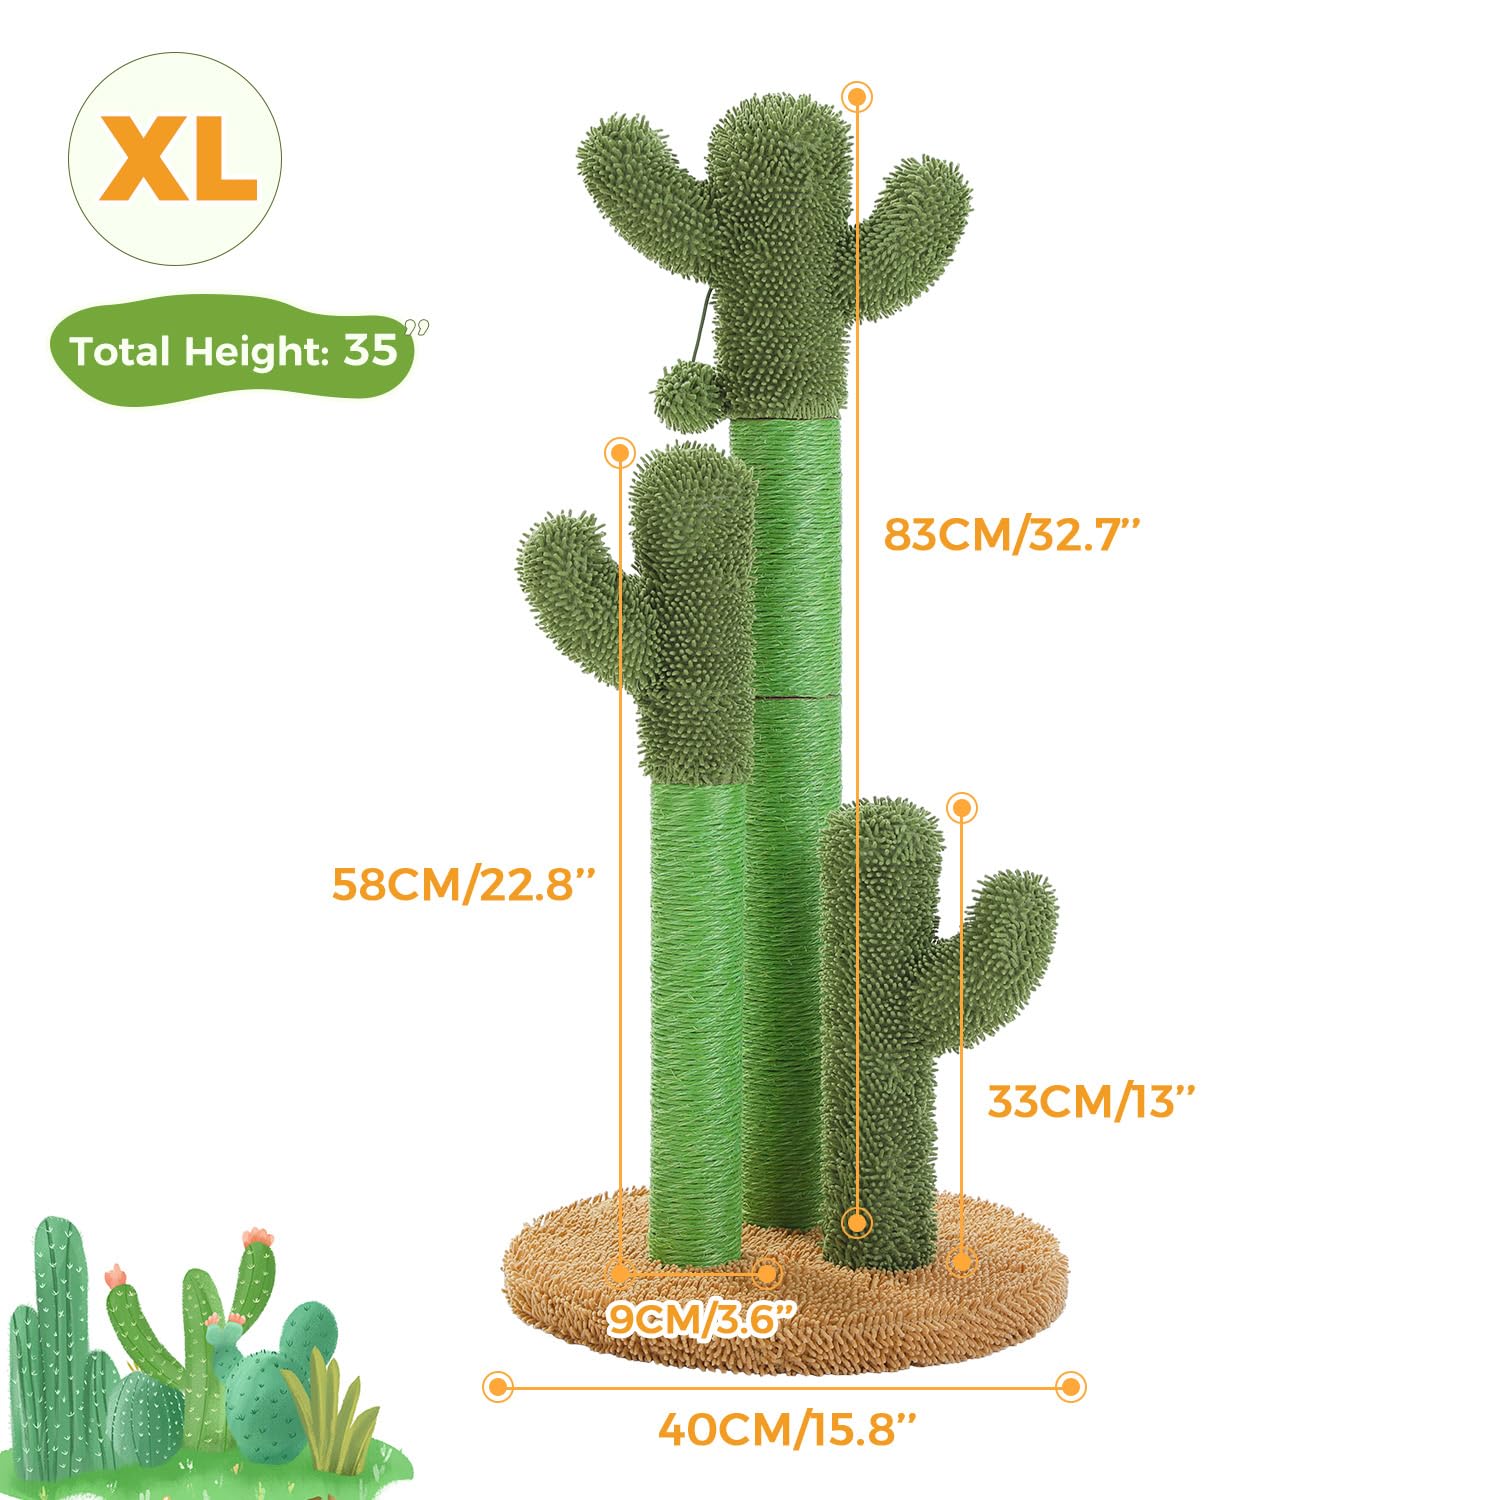 XL
Total Height: 35”
83CM/32.7’’
58CM/22.8’’
33CM/13’’
9CM/3.6’’
40CM/15.8’’